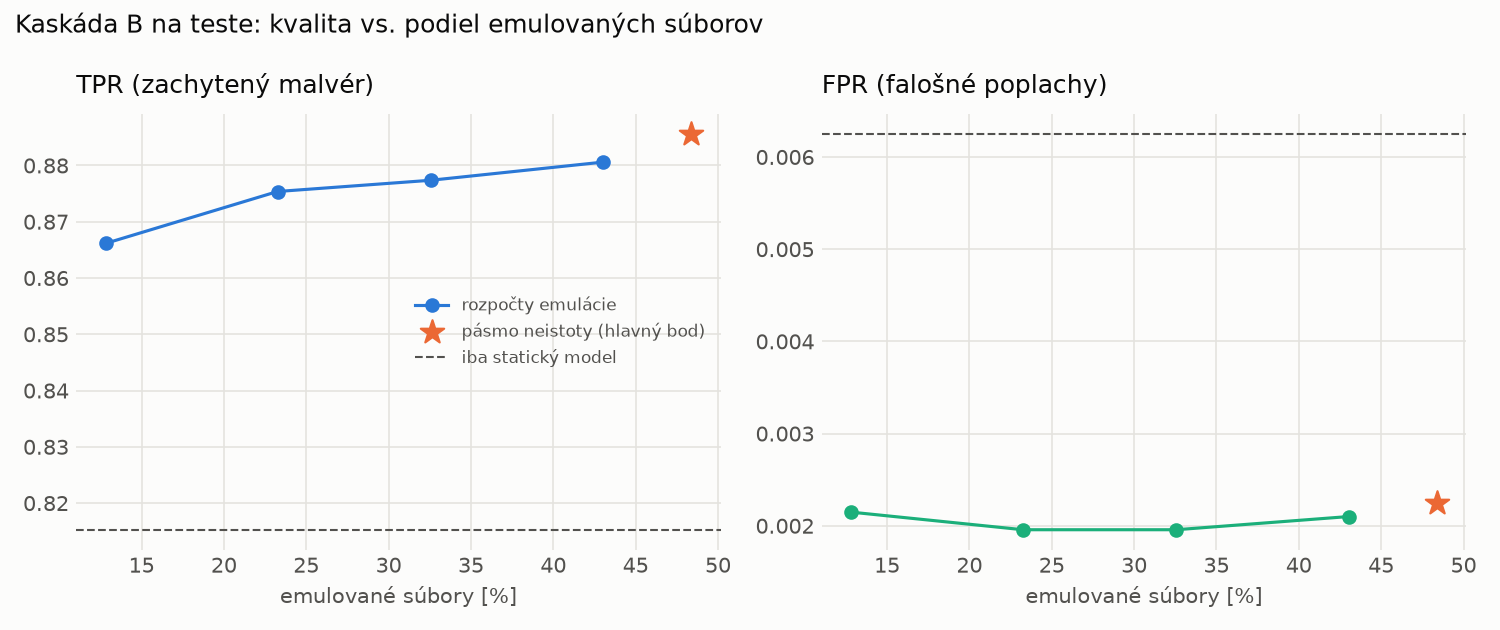 Kaskáda B na teste: kvalita vs. podiel emulovaných súborov
TPR (zachytený malvér)
0.88
0.87
0.86
0.85
0.84
0.83
0.82
rozpočty emulácie
pásmo neistoty (hlavný bod)
iba statický model
15 20 25 30 35 40 45 50
emulované súbory [%]
FPR (falošné poplachy)
0.006
0.005
0.004
0.003
0.002
15 20 25 30 35 40 45 50
emulované súbory [%]